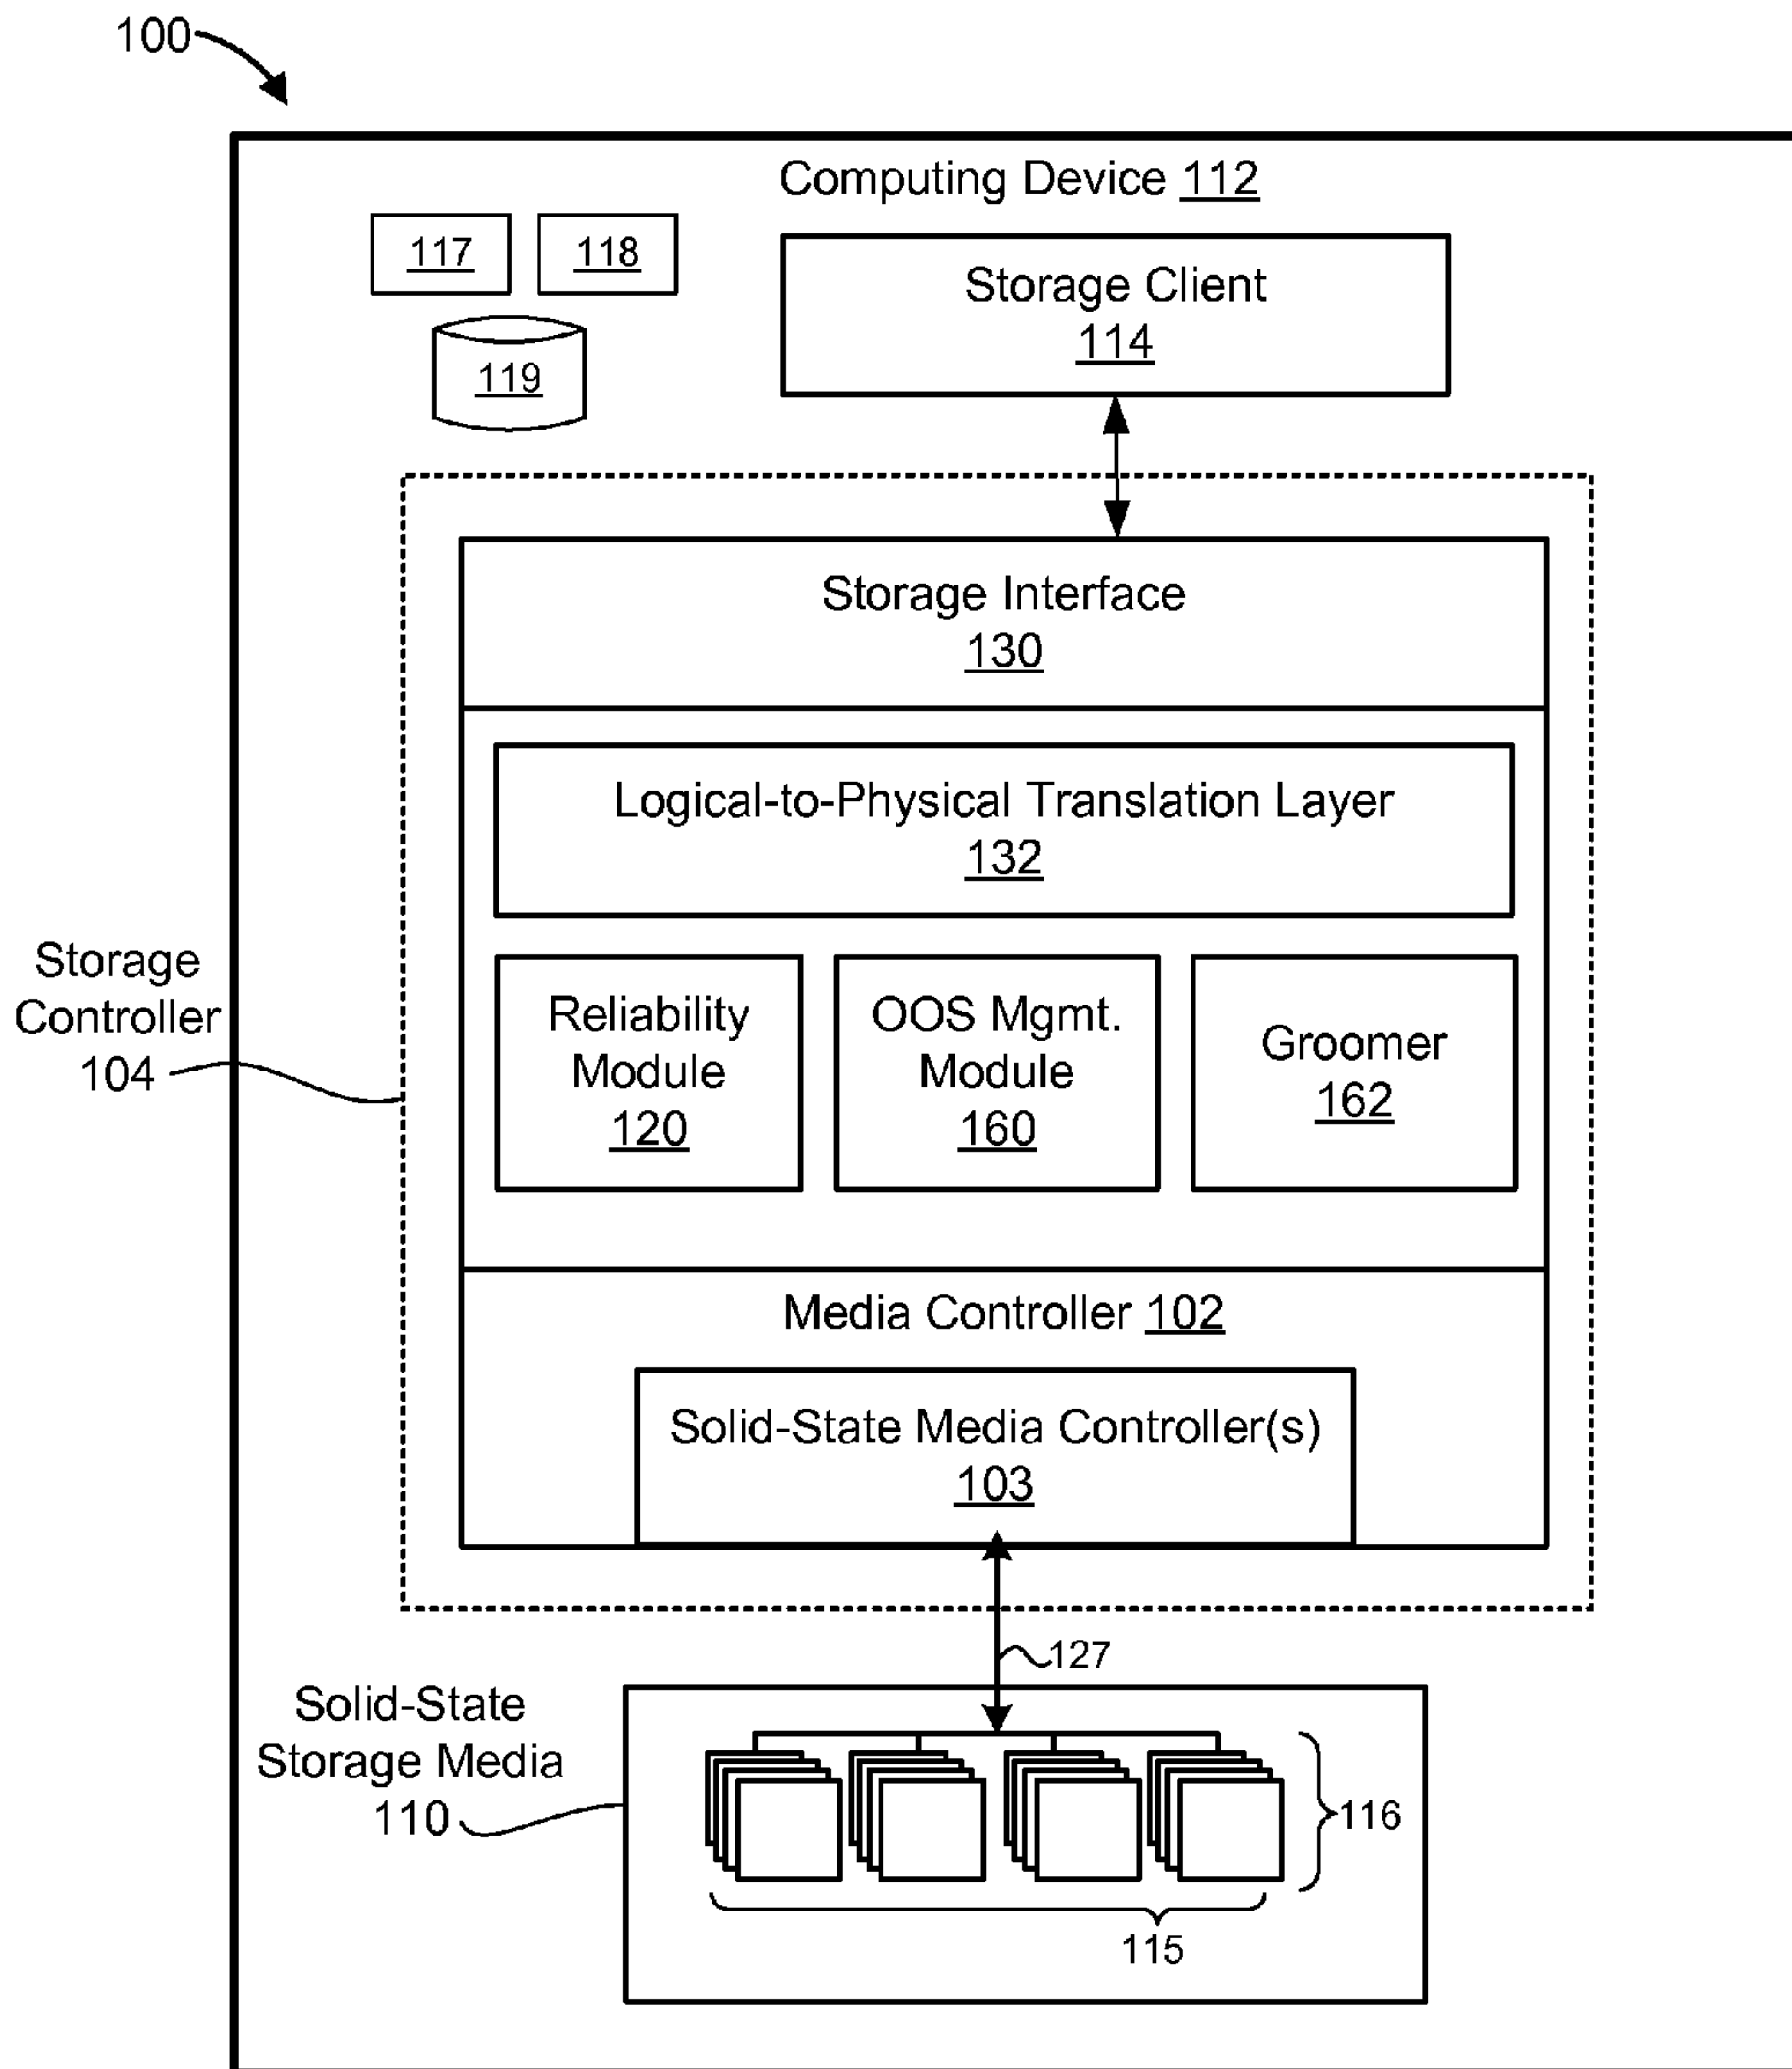 100
Computing Device 112
117
118
119
Storage Client
114
Storage Interface
130
Logical-to-Physical Translation Layer
132
Storage
Controller
104
Reliability
Module
120
OOS Mgmt.
Module
160
Groomer
162
Media Controller 102
Solid-State Media Controller(s)
103
127
Solid-State
Storage Media
110
116
115